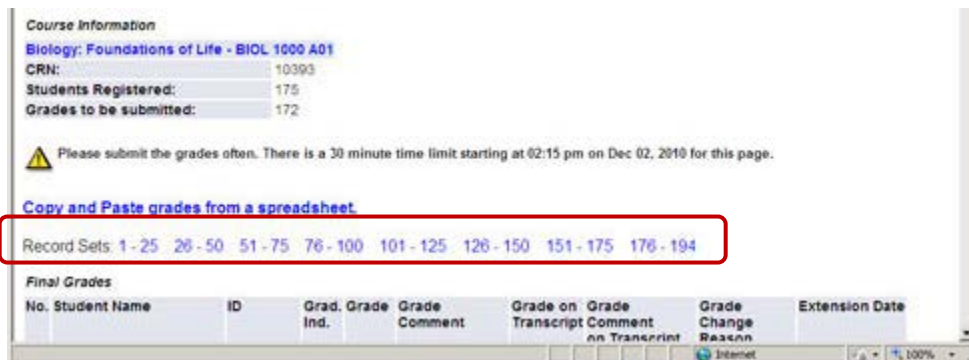 Course Information
Biology: Foundations of Life - BIOL 1000 A01
CRN: 10393
Students Registered: 175
Grades to be submitted: 172
Please submit the grades often. There is a 30 minute time limit starting at 02:15 pm on Dec 02, 2010 for this page.
Copy and Paste grades from a spreadsheet.
Record Sets: 1 - 25 26 - 50 51 - 75 76 - 100 101 - 125 126 - 150 151 - 175 176 - 194
Final Grades
No. Student Name ID Grad. Grade Grade Grade on Grade Grade Extension Date
Ind. Comment Transcript Comment Change
on Transcript Reason
Internet 100%